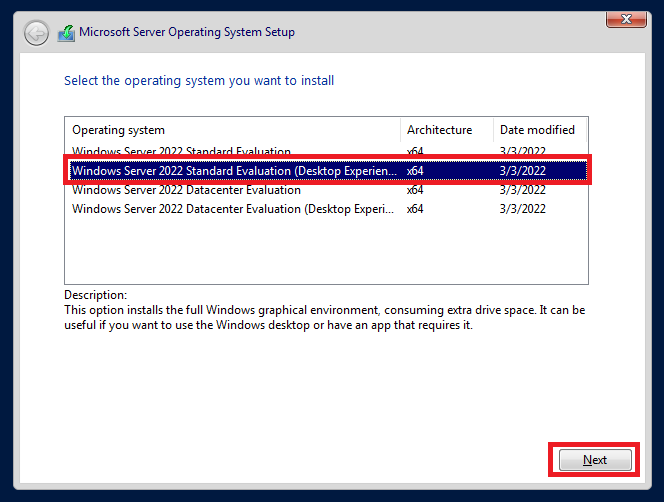 Microsoft Server Operating System Setup
Select the operating system you want to install
Operating system Architecture Date modified
Windows Server 2022 Standard Evaluation x64 3/3/2022
Windows Server 2022 Standard Evaluation (Desktop Experien... x64 3/3/2022
Windows Server 2022 Datacenter Evaluation x64 3/3/2022
Windows Server 2022 Datacenter Evaluation (Desktop Experi... x64 3/3/2022
Description:
This option installs the full Windows graphical environment, consuming extra drive space. It can be
useful if you want to use the Windows desktop or have an app that requires it.
Next